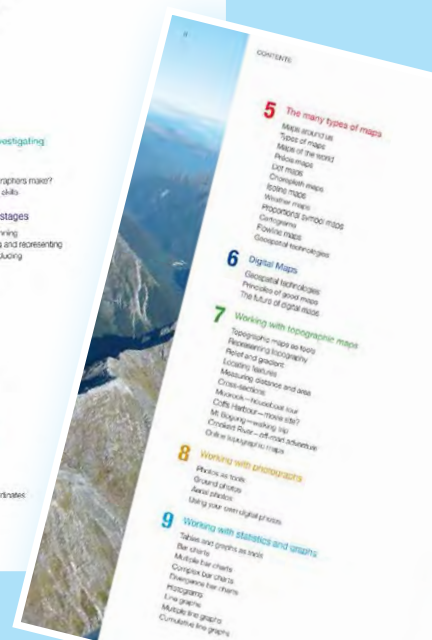 vestigating
raphers make?
skills
stages
nning
g and representing
ducing
rdinates
CONTENTS
5 The many types of maps
Maps around us
Types of maps
Maps of the world
Précis maps
Dot maps
Choropleth maps
Isoline maps
Weather maps
Proportional symbol maps
Cartograms
Flowline maps
Geospatial technologies
6 Digital Maps
Geospatial technologies
Principles of good maps
The future of digital maps
7 Working with topographic maps
Topographic maps as tools
Representing topography
Relief and gradient
Locating features
Measuring distance and area
Cross-sections
houseboat tour
Coffs Harbour—movie site?
Mt Bogong—walking trip
Crooked River—off-road adventure
Online topographic maps
8 Working with photographs
Photos as tools
Ground photos
Aerial photos
Using your own digital photos
9 Working with statistics and graphs
Tables and graphs as tools
Bar charts
Multiple bar charts
Complex bar charts
Divergence bar charts
Histograms
Line graphs
Multiple line graphs
Cumulative line graphs